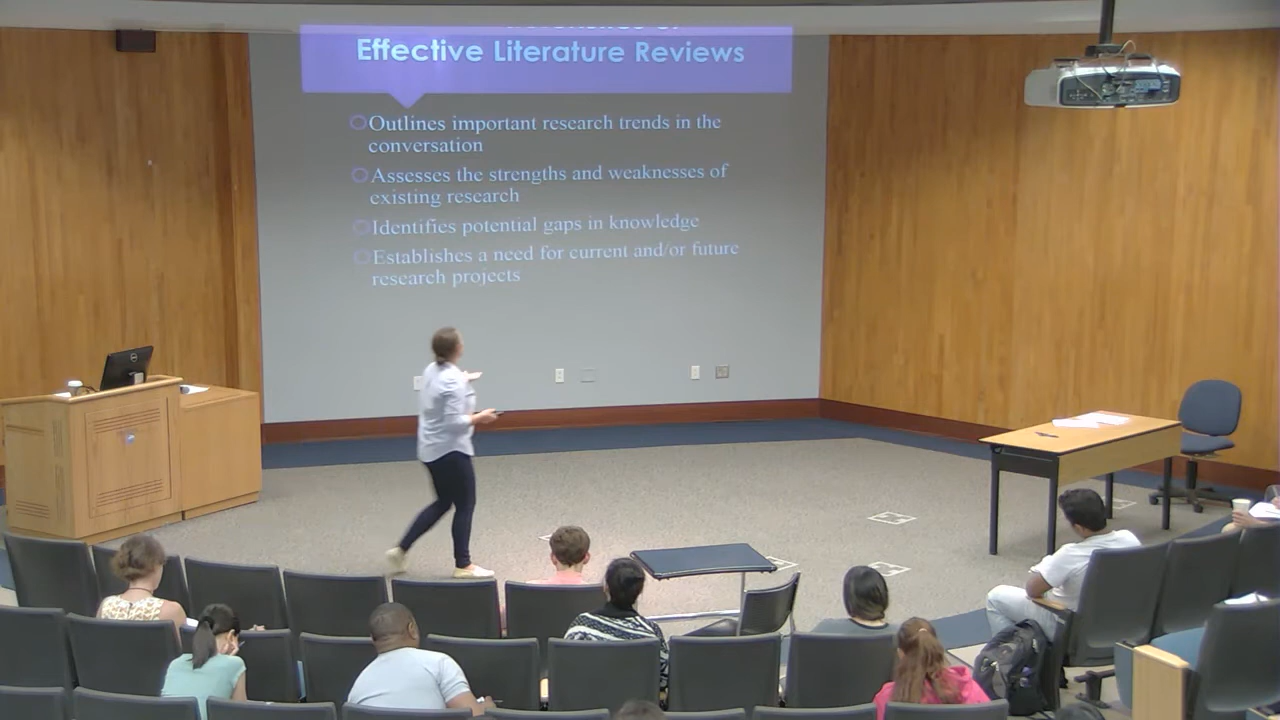 Effective Literature Reviews
Outlines important research trends in the
conversation
Assesses the strengths and weaknesses of
existing research
Identifies potential gaps in knowledge
Establishes a need for current and/or future
research projects